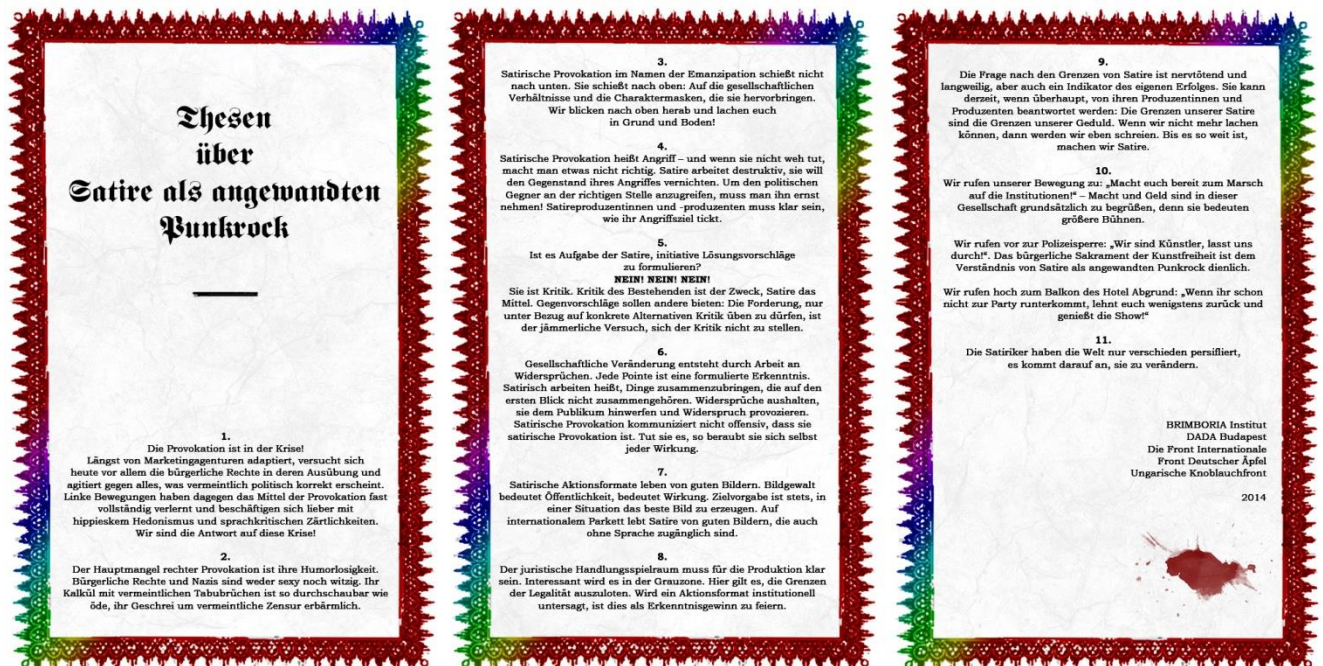 Thesen
über
Satire als angewandten
Punkrock
1.
Die Provokation ist in der Krise!
Längst von Marketingagenturen adaptiert, versucht sich
heute vor allem die bürgerliche Rechte in deren Ausübung und
agitiert gegen alles, was vermeintlich politisch korrekt erscheint.
Linke Bewegungen haben dagegen das Mittel der Provokation fast
vollständig verlernt und beschäftigen sich lieber mit
hippieskem Hedonismus und sprachkritischen Zärtlichkeiten.
Wir sind die Antwort auf diese Krise!
2.
Der Hauptmangel rechter Provokation ist ihre Humorlosigkeit.
Bürgerliche Rechte und Nazis sind weder sexy noch witzig. Ihr
Kalkül mit vermeintlichen Tabubrüchen ist so durchschaubar wie
öde, ihr Geschrei um vermeintliche Zensur erbärmlich.
3.
Satirische Provokation im Namen der Emanzipation schießt nicht
nach unten. Sie schießt nach oben: Auf die gesellschaftlichen
Verhältnisse und die Charaktermasken, die sie hervorbringen.
Wir blicken nach oben herab und lachen euch
in Grund und Boden!
4.
Satirische Provokation heißt Angriff – und wenn sie nicht weh tut,
macht man etwas nicht richtig. Satire arbeitet destruktiv, sie will
den Gegenstand ihres Angriffes vernichten. Um den politischen
Gegner an der richtigen Stelle anzugreifen, muss man ihn ernst
nehmen! Satireproduzentinnen und -produzenten muss klar sein,
wie ihr Angriffsziel tickt.
5.
Ist es Aufgabe der Satire, initiative Lösungsvorschläge
zu formulieren?
NEIN! NEIN! NEIN!
Sie ist Kritik. Kritik des Bestehenden ist der Zweck, Satire das
Mittel. Gegenvorschläge sollen andere bieten: Die Forderung, nur
unter Bezug auf konkrete Alternativen Kritik üben zu dürfen, ist
der jämmerliche Versuch, sich der Kritik nicht zu stellen.
6.
Gesellschaftliche Veränderung entsteht durch Arbeit an
Widersprüchen. Jede Pointe ist eine formulierte Erkenntnis.
Satirisch arbeiten heißt, Dinge zusammenzubringen, die auf den
ersten Blick nicht zusammengehören. Widersprüche aushalten,
sie dem Publikum hinwerfen und Widerspruch provozieren.
Satirische Provokation kommuniziert nicht offensiv, dass sie
satirische Provokation ist. Tut sie es, so beraubt sie sich selbst
jeder Wirkung.
7.
Satirische Aktionsformate leben von guten Bildern. Bildgewalt
bedeutet Öffentlichkeit, bedeutet Wirkung. Zielvorgabe ist stets, in
einer Situation das beste Bild zu erzeugen. Auf
internationalem Parkett lebt Satire von guten Bildern, die auch
ohne Sprache zugänglich sind.
8.
Der juristische Handlungsspielraum muss für die Produktion klar
sein. Interessant wird es in der Grauzone. Hier gilt es, die Grenzen
der Legalität auszuloten. Wird ein Aktionsformat institutionell
untersagt, ist dies als Erkenntnisgewinn zu feiern.
9.
Die Frage nach den Grenzen von Satire ist nervtötend und
langweilig, aber auch ein Indikator des eigenen Erfolges. Sie kann
derzeit, wenn überhaupt, von ihren Produzentinnen und
Produzenten beantwortet werden: Die Grenzen unserer Satire
sind die Grenzen unserer Geduld. Wenn wir nicht mehr lachen
können, dann werden wir eben schreien. Bis es so weit ist,
machen wir Satire.
10.
Wir rufen unserer Bewegung zu: „Macht euch bereit zum Marsch
auf die Institutionen!“ – Macht und Geld sind in dieser
Gesellschaft grundsätzlich zu begrüßen, denn sie bedeuten
größere Bühnen.
Wir rufen vor zur Polizeisperre: „Wir sind Künstler, lasst uns
durch!“. Das bürgerliche Sakrament der Kunstfreiheit ist dem
Verständnis von Satire als angewandten Punkrock dienlich.
Wir rufen hoch zum Balkon des Hotel Abgrund: „Wenn ihr schon
nicht zur Party runterkommt, lehnt euch wenigstens zurück und
genießt die Show!“
11.
Die Satiriker haben die Welt nur verschieden persifliert,
es kommt darauf an, sie zu verändern.
BRIMBORIA Institut
DADA Budapest
Die Front Internationale
Front Deutscher Äpfel
Ungarische Knoblauchfront
2014